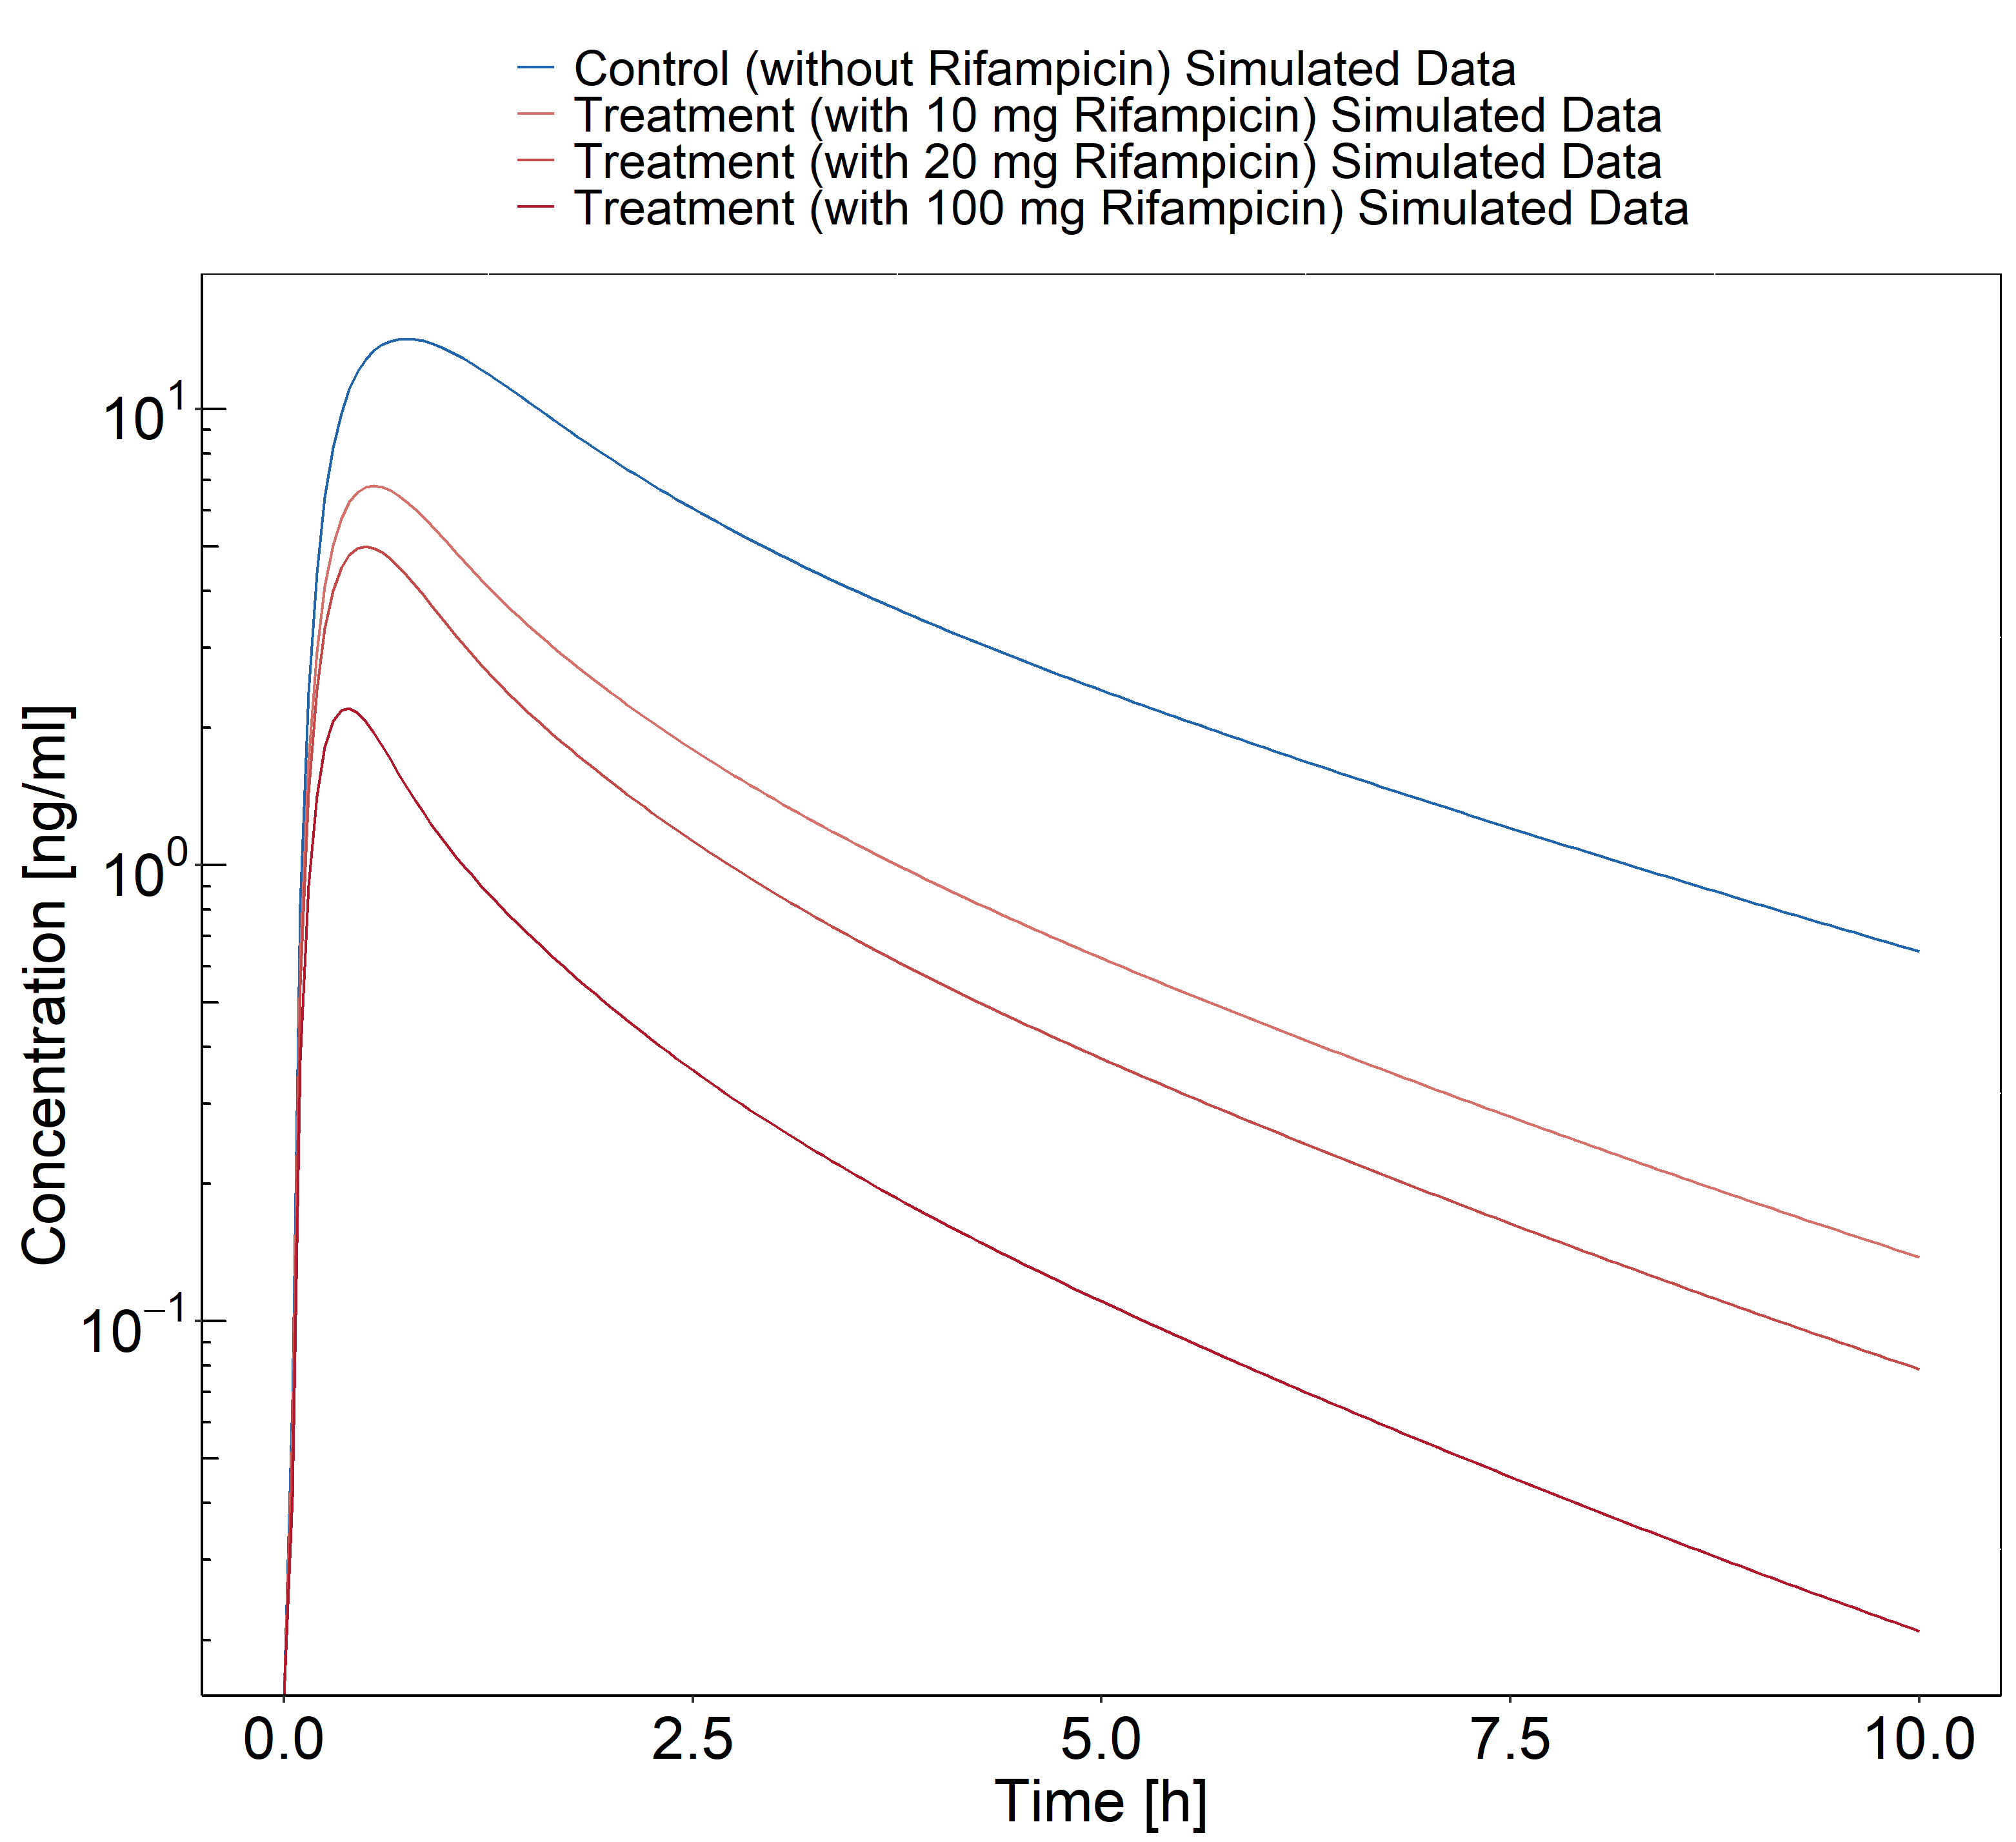 Control (without Rifampicin) Simulated Data
Treatment (with 10 mg Rifampicin) Simulated Data
Treatment (with 20 mg Rifampicin) Simulated Data
Treatment (with 100 mg Rifampicin) Simulated Data
10¹
10⁰
10⁻¹
Concentration [ng/ml]
0.0 2.5 5.0 7.5 10.0
Time [h]